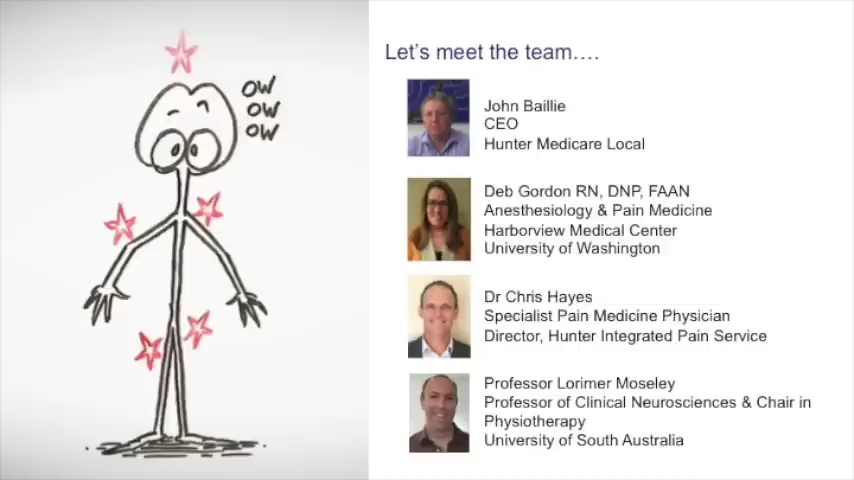 OW
OW
OW
Let's meet the team….
John Baillie
CEO
Hunter Medicare Local
Deb Gordon RN, DNP, FAAN
Anesthesiology & Pain Medicine
Harborview Medical Center
University of Washington
Dr Chris Hayes
Specialist Pain Medicine Physician
Director, Hunter Integrated Pain Service
Professor Lorimer Moseley
Professor of Clinical Neurosciences & Chair in
Physiotherapy
University of South Australia